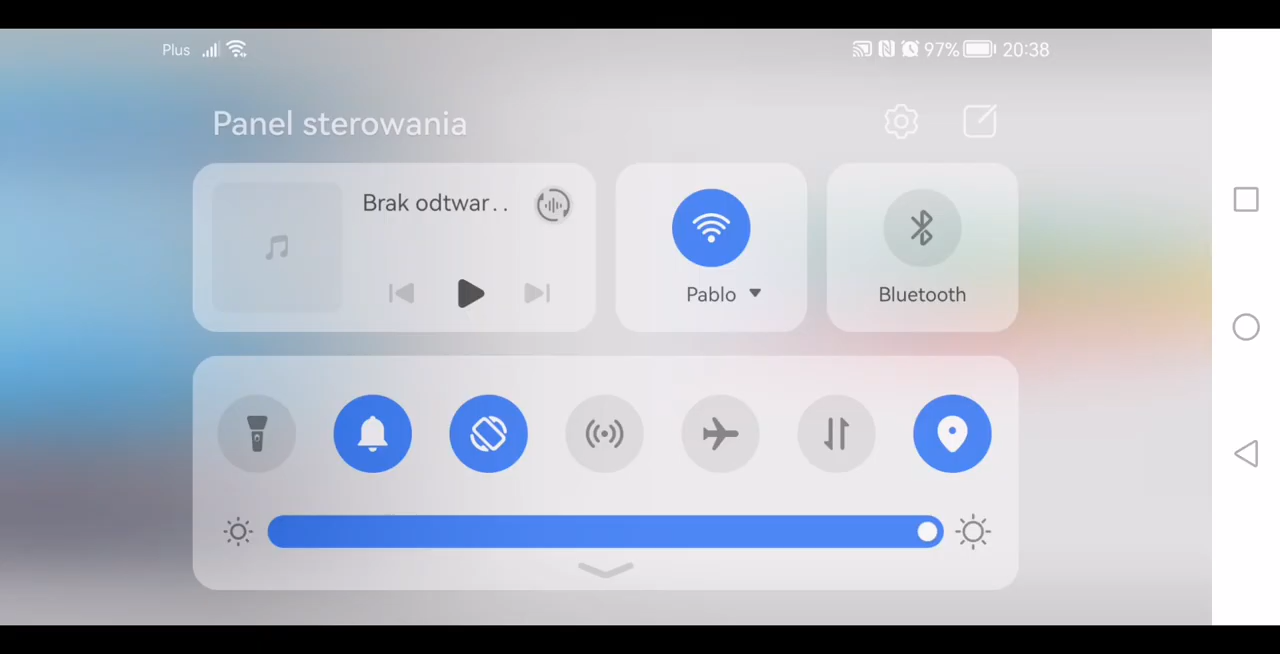 Plus 97% 20:38
Panel sterowania
Brak odtwar..
Pablo
Bluetooth